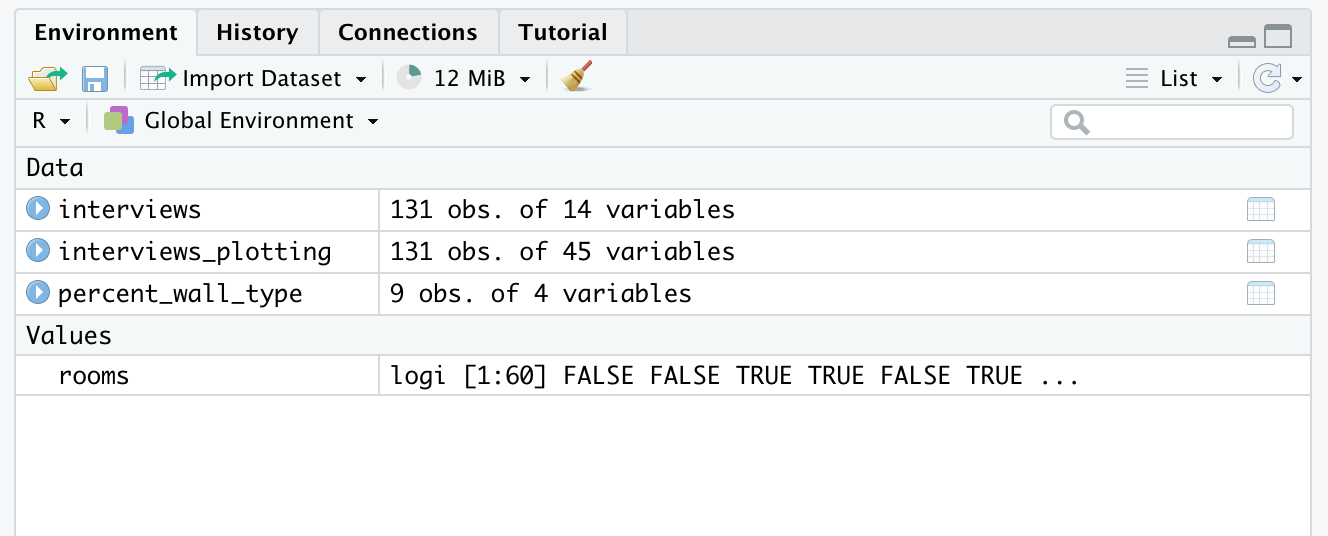 Environment History Connections Tutorial
Import Dataset 12 MiB List
R Global Environment
Data
interviews 131 obs. of 14 variables
interviews_plotting 131 obs. of 45 variables
percent_wall_type 9 obs. of 4 variables
Values
rooms logi [1:60] FALSE FALSE TRUE TRUE FALSE TRUE ...